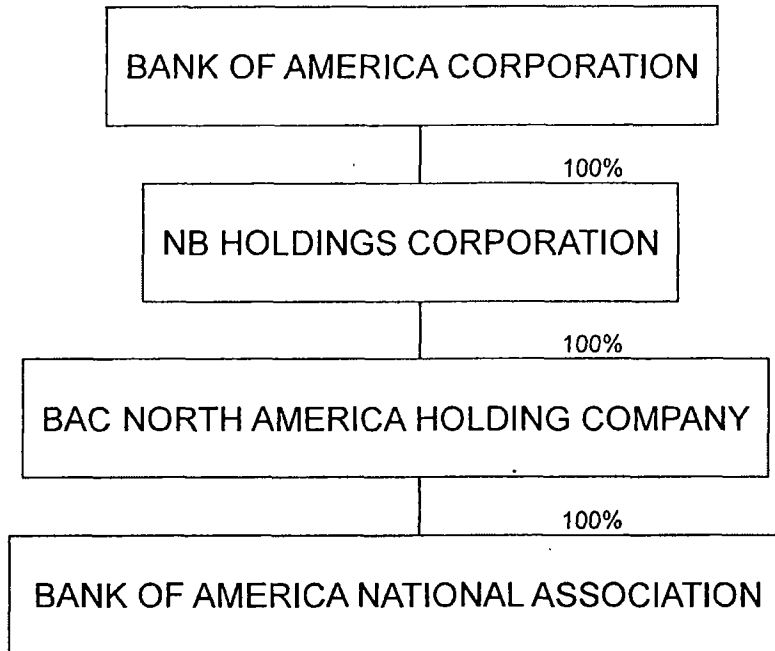 BANK OF AMERICA CORPORATION
100%
NB HOLDINGS CORPORATION
100%
BAC NORTH AMERICA HOLDING COMPANY
100%
BANK OF AMERICA NATIONAL ASSOCIATION